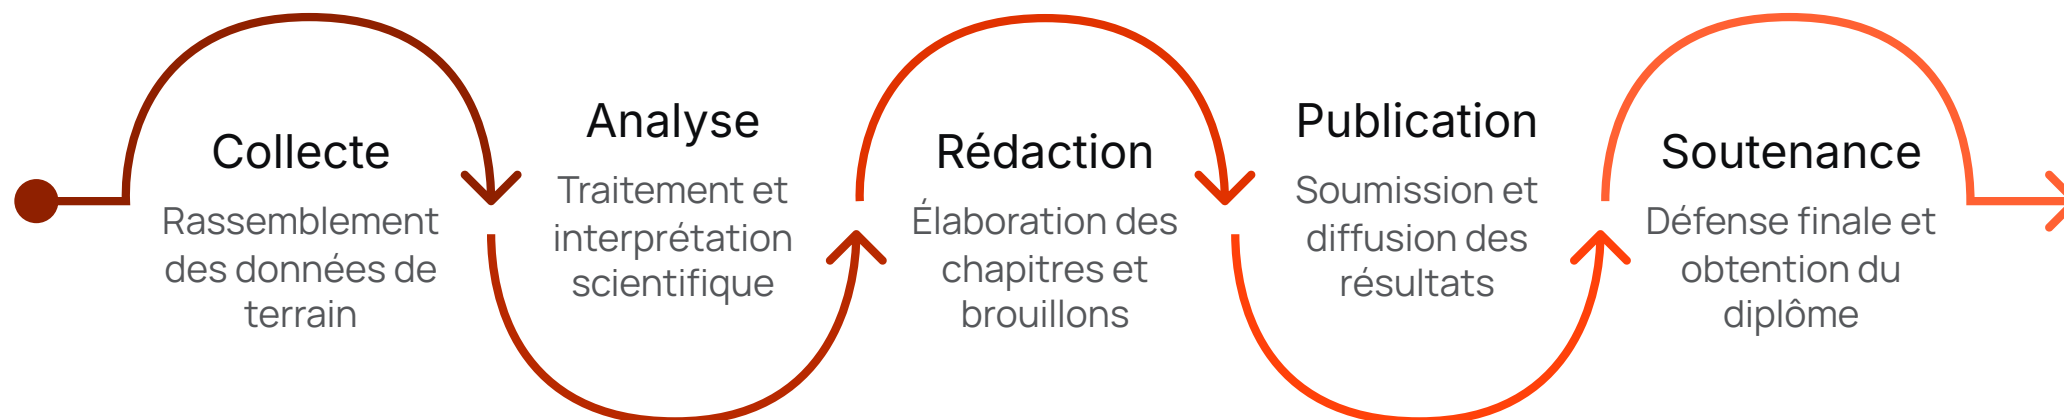 Collecte
Rassemblement
des données de
terrain
Analyse
Traitement et
interprétation
scientifique
Rédaction
Élaboration des
chapitres et
brouillons
Publication
Soumission et
diffusion des
résultats
Soutenance
Défense finale et
obtention du
diplôme